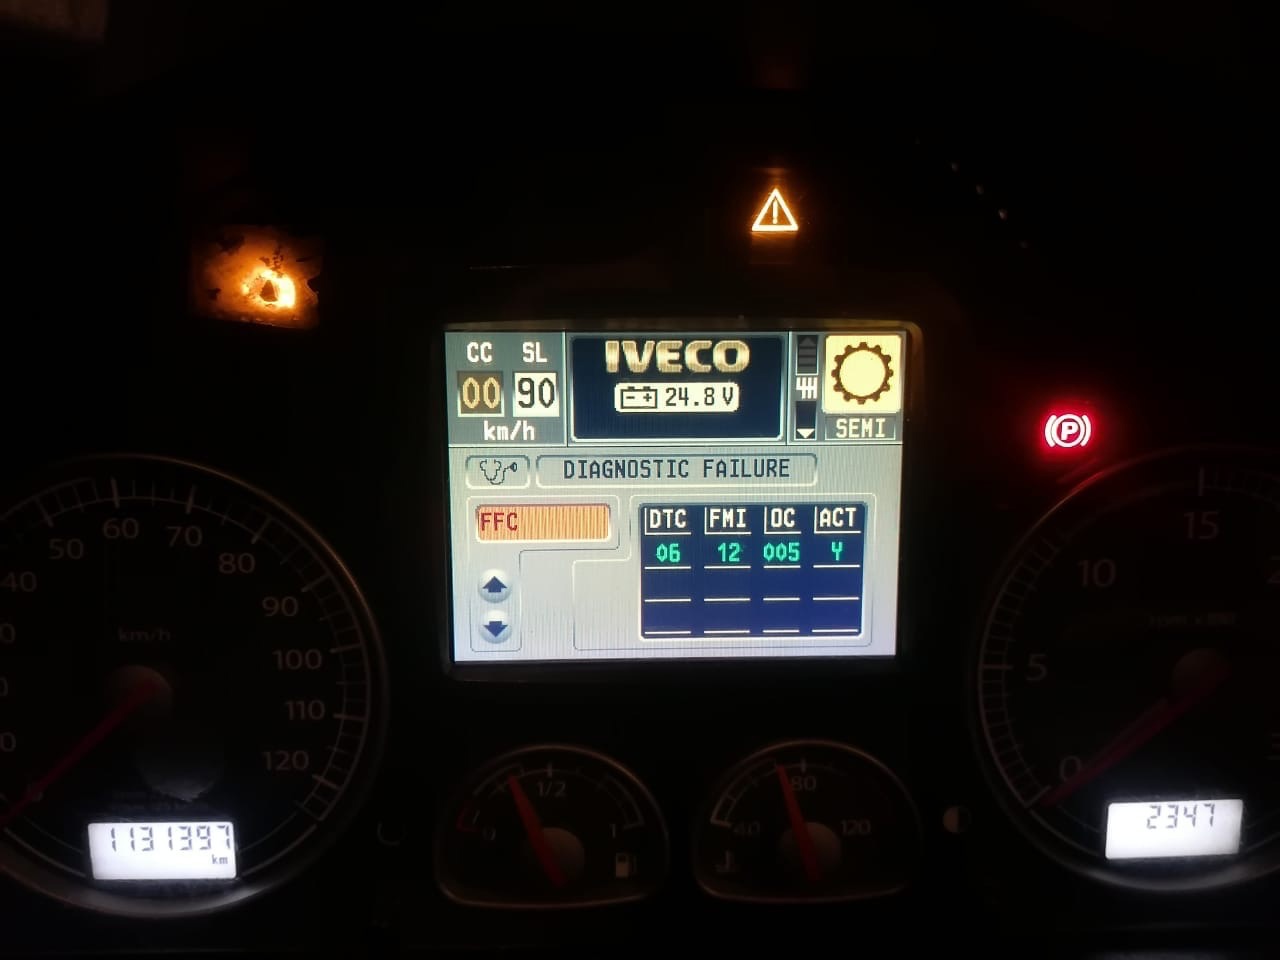 CC SL
00 90
km/h
IVECO
24.8 V
SEMI
DIAGNOSTIC FAILURE
FFC
DTC FMI OC ACT
06 12 005 Y
P
40 50 60 70 80 90 100 110 120
km/h
1131397
km
0 1/2 1
40 80 120
0 5 10 15
2347